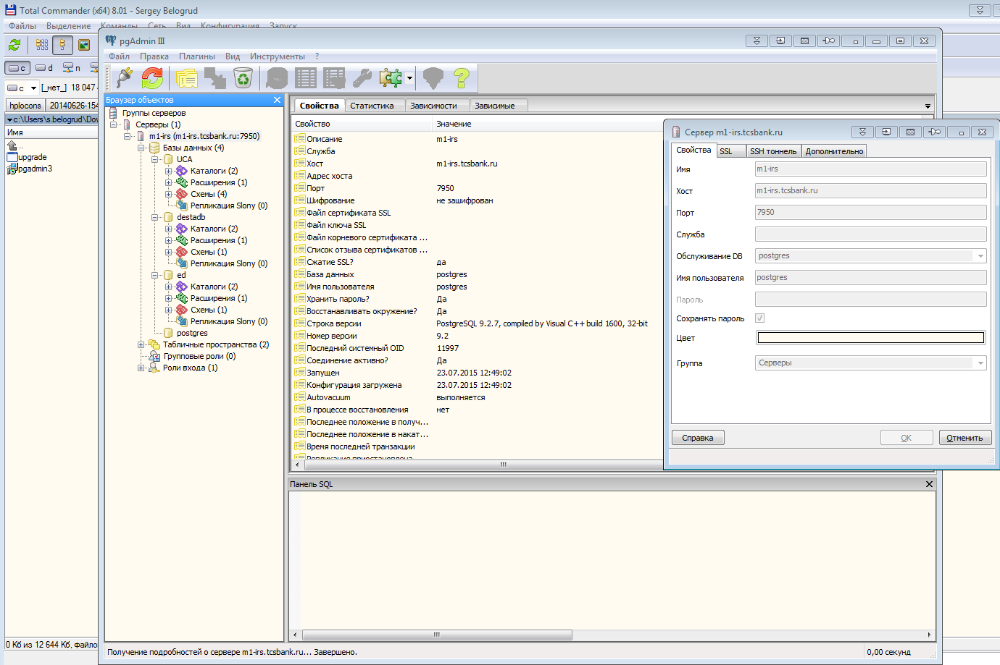 Total Commander (x64) 8.01 - Sergey Belogrud
Файлы Выделение Команды Сеть Вид Конфигурация Запуск
c d n
c [_нет_] 18 047
hplocons 20140626-154
c:\Users\s.belogrud\Dow
Имя
..
upgrade
pgadmin3
0 Кб из 12 644 Кб, файло
pgAdmin III
Файл Правка Плагины Вид Инструменты ?
Браузер объектов
Группы серверов
Серверы (1)
m1-irs (m1-irs.tcsbank.ru:7950)
Базы данных (4)
UCA
Каталоги (2)
Расширения (1)
Схемы (4)
Репликация Slony (0)
destadb
Каталоги (2)
Расширения (1)
Схемы (1)
Репликация Slony (0)
ed
Каталоги (2)
Расширения (1)
Схемы (1)
Репликация Slony (0)
postgres
Табличные пространства (2)
Групповые роли (0)
Роли входа (1)
Свойства Статистика Зависимости Зависимые
Свойство Значение
Описание m1-irs
Служба
Хост m1-irs.tcsbank.ru
Адрес хоста
Порт 7950
Шифрование не зашифрован
Файл сертификата SSL
Файл ключа SSL
Файл корневого сертификата ...
Список отзыва сертификатов ...
Сжатие SSL? да
База данных postgres
Имя пользователя postgres
Хранить пароль? Да
Восстанавливать окружение? Да
Строка версии PostgreSQL 9.2.7, compiled by Visual C++ build 1600, 32-bit
Номер версии 9.2
Последний системный OID 11997
Соединение активно? Да
Запущен 23.07.2015 12:49:02
Конфигурация загружена 23.07.2015 12:49:02
Autovacuum выполняется
В процессе восстановления нет
Последнее положение в получ...
Последнее положение в накат...
Время последней транзакции
Репликация приостановлена
Панель SQL
Получение подробностей о сервере m1-irs.tcsbank.ru... Завершено.
0,00 секунд
Сервер m1-irs.tcsbank.ru
Свойства SSL SSH тоннель Дополнительно
Имя m1-irs
Хост m1-irs.tcsbank.ru
Порт 7950
Служба
Обслуживание DB postgres
Имя пользователя postgres
Пароль
Сохранять пароль
Цвет
Группа Серверы
Справка OK Отменить